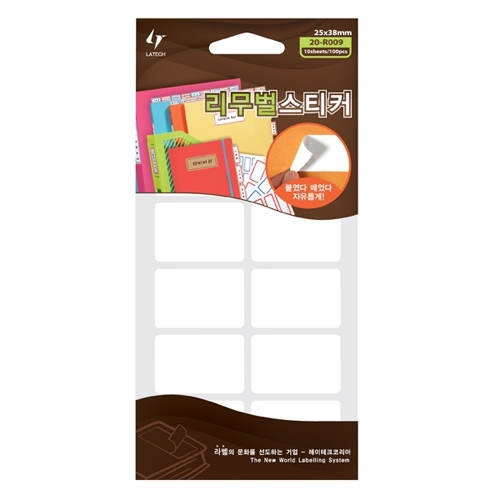 LATECH
25x38mm
20-R009
10sheets/100pcs
리무벌스티커
붙였다 떼었다
자유롭게!
라벨의 문화를 선도하는 기업 - 레이테크코리아
The New World Labelling System